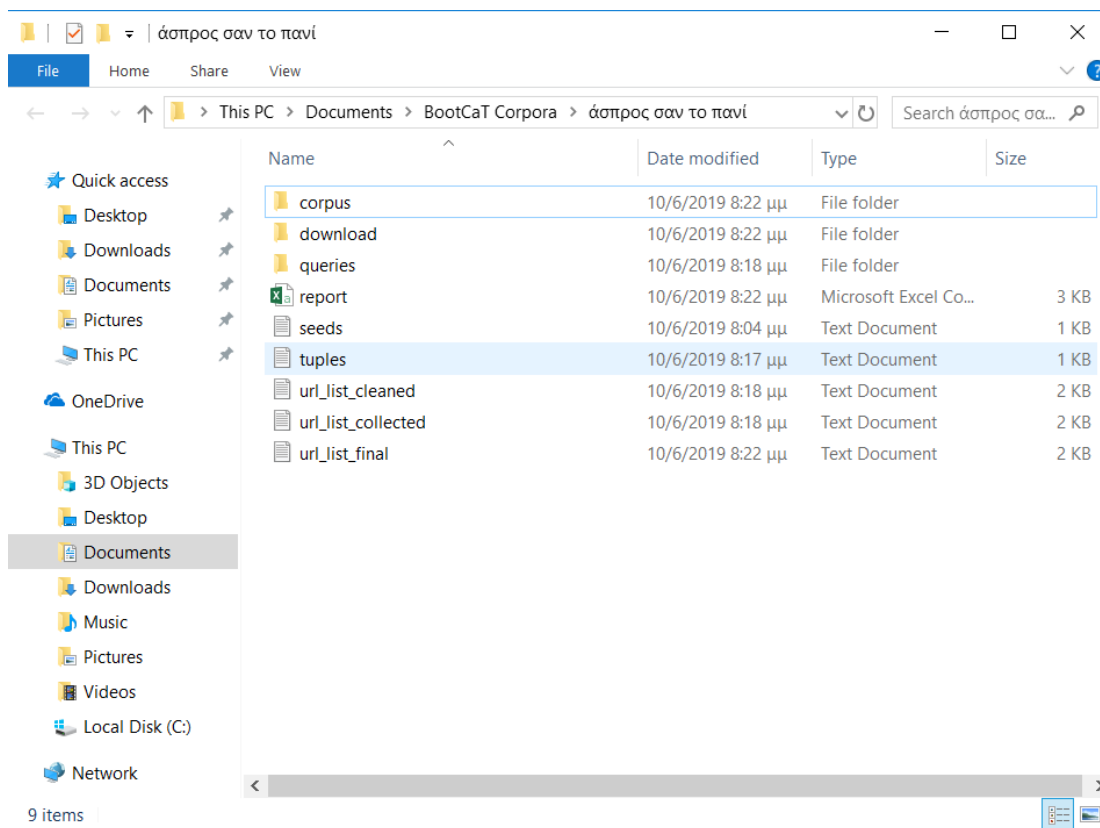 άσπρος σαν το πανί
File Home Share View ?
This PC > Documents > BootCaT Corpora > άσπρος σαν το πανί Search άσπρος σα...
Name Date modified Type Size
Quick access
corpus 10/6/2019 8:22 μμ File folder
Desktop
download 10/6/2019 8:22 μμ File folder
Downloads
queries 10/6/2019 8:18 μμ File folder
Documents
report 10/6/2019 8:22 μμ Microsoft Excel Co... 3 KB
Pictures
seeds 10/6/2019 8:04 μμ Text Document 1 KB
This PC
tuples 10/6/2019 8:17 μμ Text Document 1 KB
OneDrive
url_list_cleaned 10/6/2019 8:18 μμ Text Document 2 KB
url_list_collected 10/6/2019 8:18 μμ Text Document 2 KB
This PC
url_list_final 10/6/2019 8:22 μμ Text Document 2 KB
3D Objects
Desktop
Documents
Downloads
Music
Pictures
Videos
Local Disk (C:)
Network
9 items